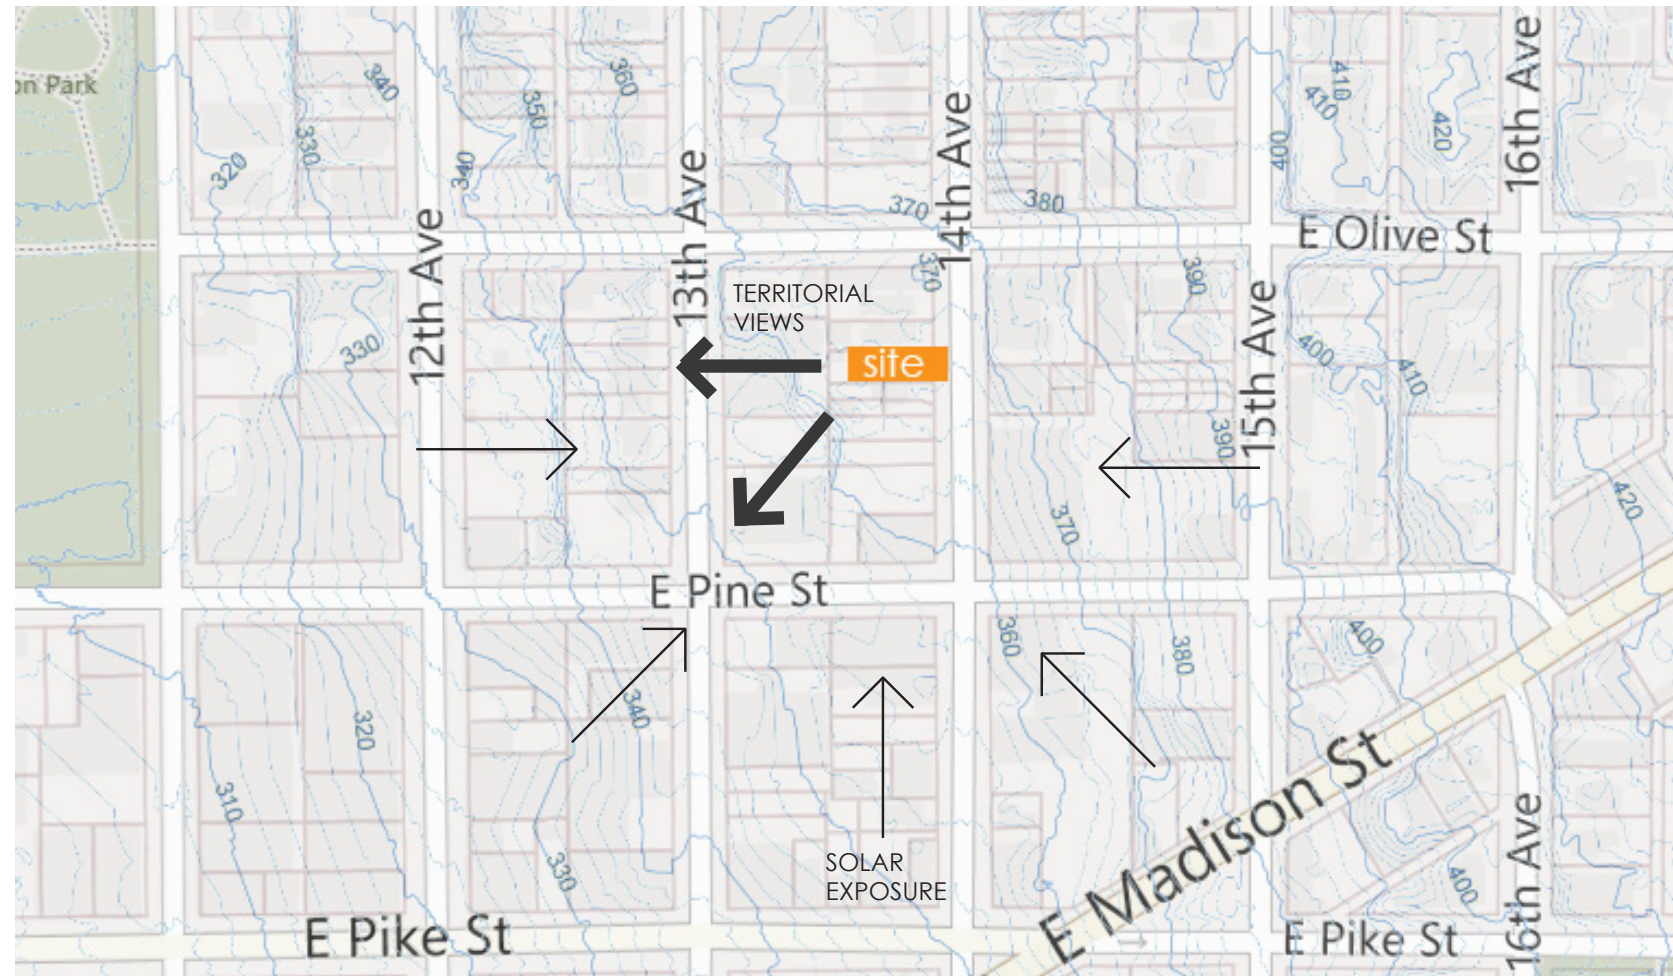 on Park
340
360
350
410
410
420
16th Ave
330
320
340
14th Ave
400
13th Ave
370
380
12th Ave
E Olive St
370
390
15th Ave
TERRITORIAL
VIEWS
330
400
410
site
390
420
370
E Pine St
360
400
380
340
320
310
330
SOLAR
EXPOSURE
E Madison St
400
16th Ave
E Pike St
E Pike St